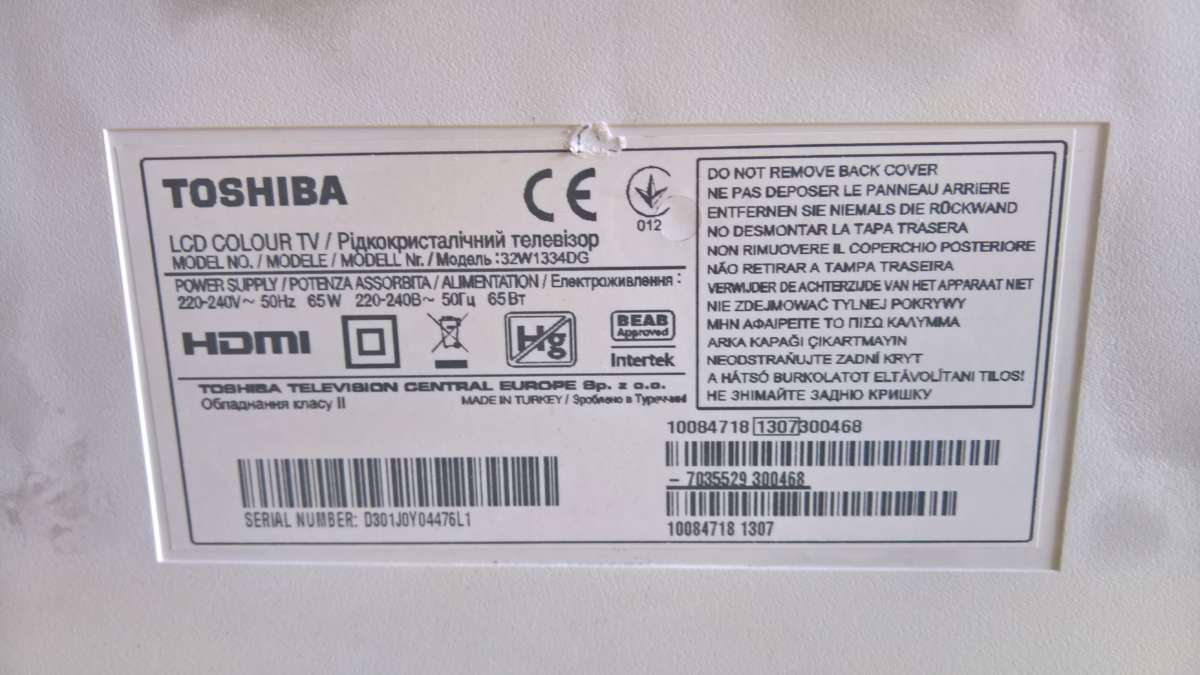 TOSHIBA
CE
012
LCD COLOUR TV / Рідкокристалічний телевізор
MODEL NO. / MODELE / MODELL Nr. / Модель : 32W1334DG
POWER SUPPLY / POTENZA ASSORBITA / ALIMENTATION / Електроживлення :
220-240V~ 50Hz 65W 220-240В~ 50Гц 65Вт
HDMI
Hg
BEAB
Approved
Intertek
TOSHIBA TELEVISION CENTRAL EUROPE Sp. z o.o.
Обладнання класу II
MADE IN TURKEY / Зроблено в Туреччині
DO NOT REMOVE BACK COVER
NE PAS DEPOSER LE PANNEAU ARRIERE
ENTFERNEN SIE NIEMALS DIE RÜCKWAND
NO DESMONTAR LA TAPA TRASERA
NON RIMUOVERE IL COPERCHIO POSTERIORE
NÃO RETIRAR A TAMPA TRASEIRA
VERWIJDER DE ACHTERZIJDE VAN HET APPARAAT NIET
NIE ZDEJMOWAĆ TYLNEJ POKRYWY
ΜΗΝ ΑΦΑΙΡΕΙΤΕ ΤΟ ΠΙΣΩ ΚΑΛΥΜΜΑ
ARKA KAPAĞI ÇIKARTMAYIN
NEODSTRAŇUJTE ZADNÍ KRYT
A HÁTSÓ BURKOLATOT ELTÁVOLÍTANI TILOS!
НЕ ЗНІМАЙТЕ ЗАДНЮ КРИШКУ
10084718 1307300468
- 7035529 300468
10084718 1307
SERIAL NUMBER: D301J0Y04476L1